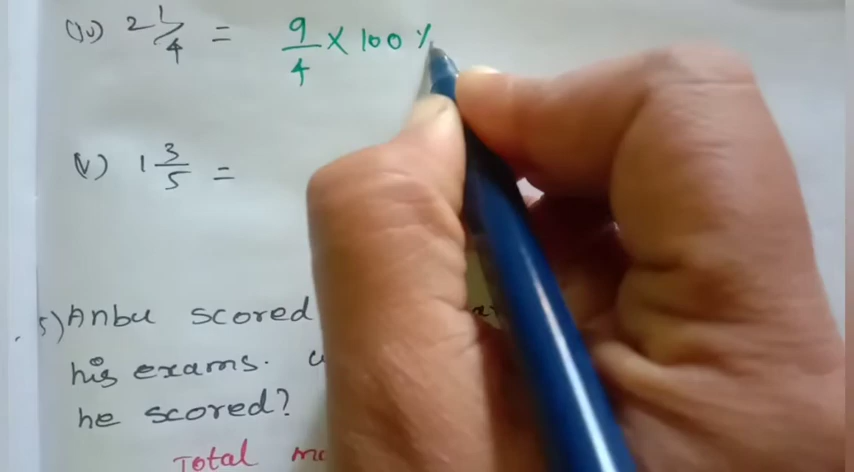 (iv) 2 1/4 = 9/4 × 100 %
(v) 1 3/5 =
5) Anbu scored
his exams.
he scored?
Total